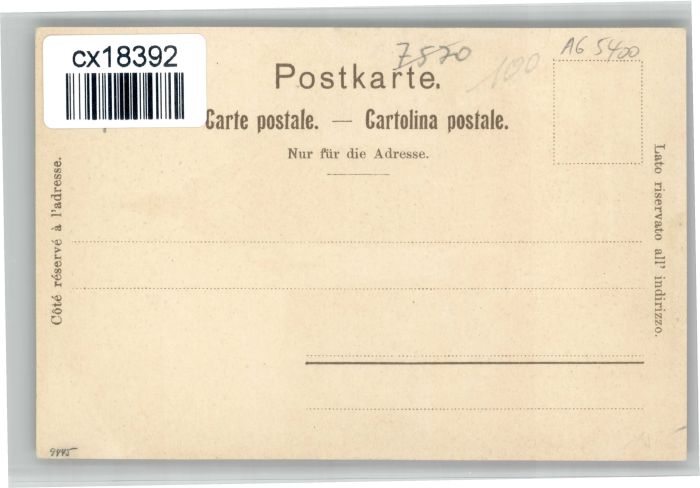 cx18392
7570
100
AG 5400
Postkarte.
Carte postale. — Cartolina postale.
Nur für die Adresse.
Côté réservé à l'adresse.
Lato riservato all' indirizzo.